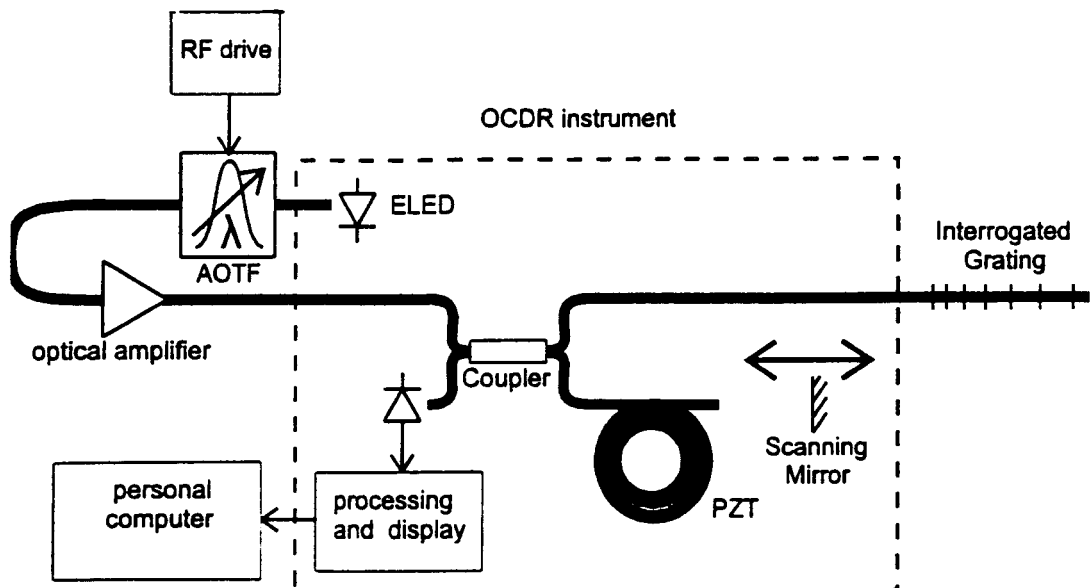 RF drive
OCDR instrument
ELED
λ
AOTF
Interrogated
Grating
optical amplifier
Coupler
Scanning
Mirror
PZT
personal
computer
processing
and display